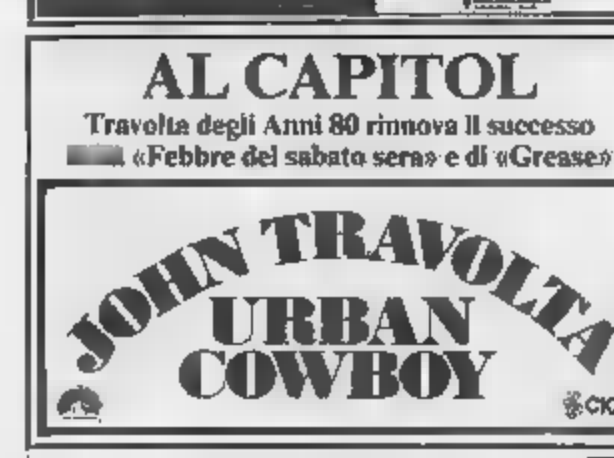 AL CAPITOL
Travolta degli Anni 80 rinnova il successo
«Febbre del sabato sera» e di «Grease»
JOHN TRAVOLTA
URBAN
COWBOY
CIC